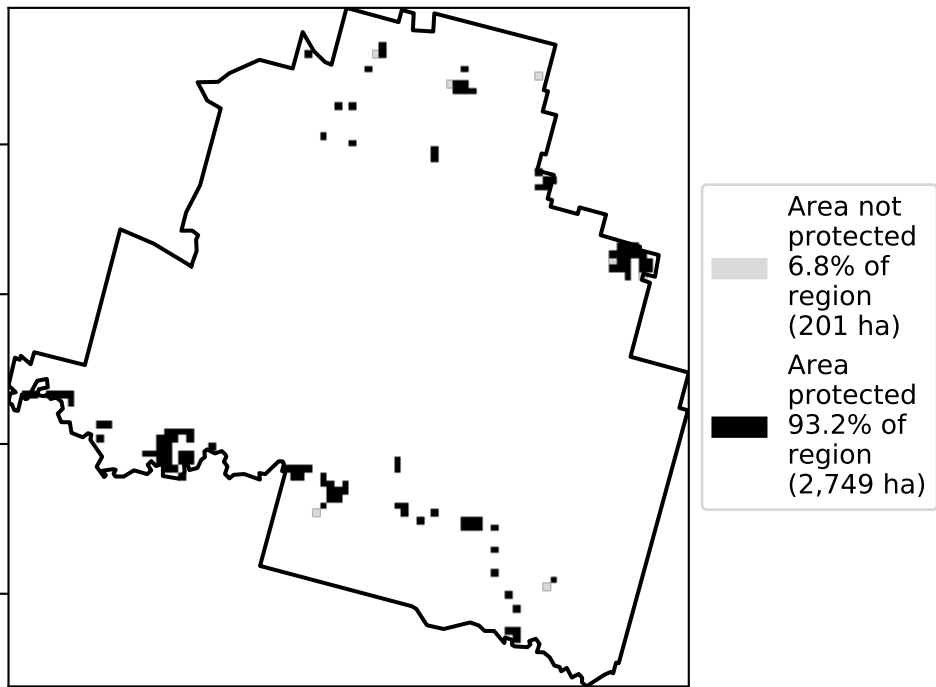 Area not
protected
6.8% of
region
(201 ha)
Area
protected
93.2% of
region
(2,749 ha)